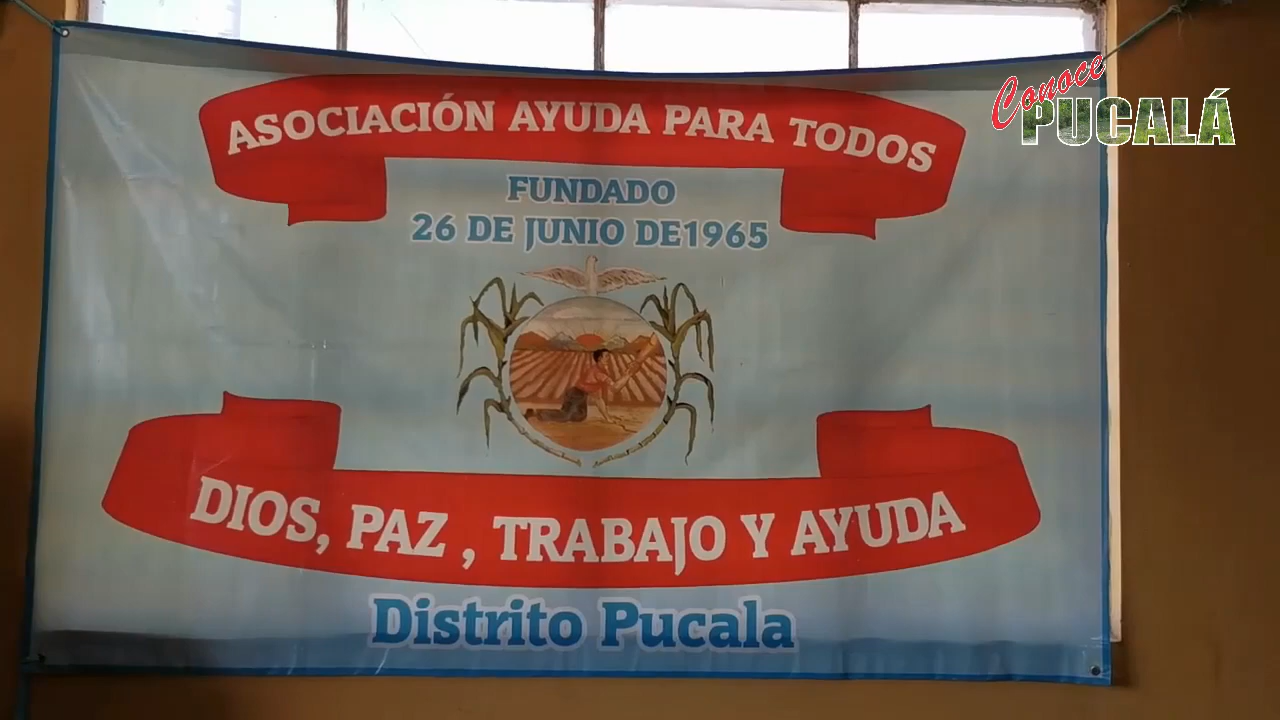 Conoce
PUCALÁ
ASOCIACIÓN AYUDA PARA TODOS
FUNDADO
26 DE JUNIO DE1965
DIOS, PAZ , TRABAJO Y AYUDA
Distrito Pucala